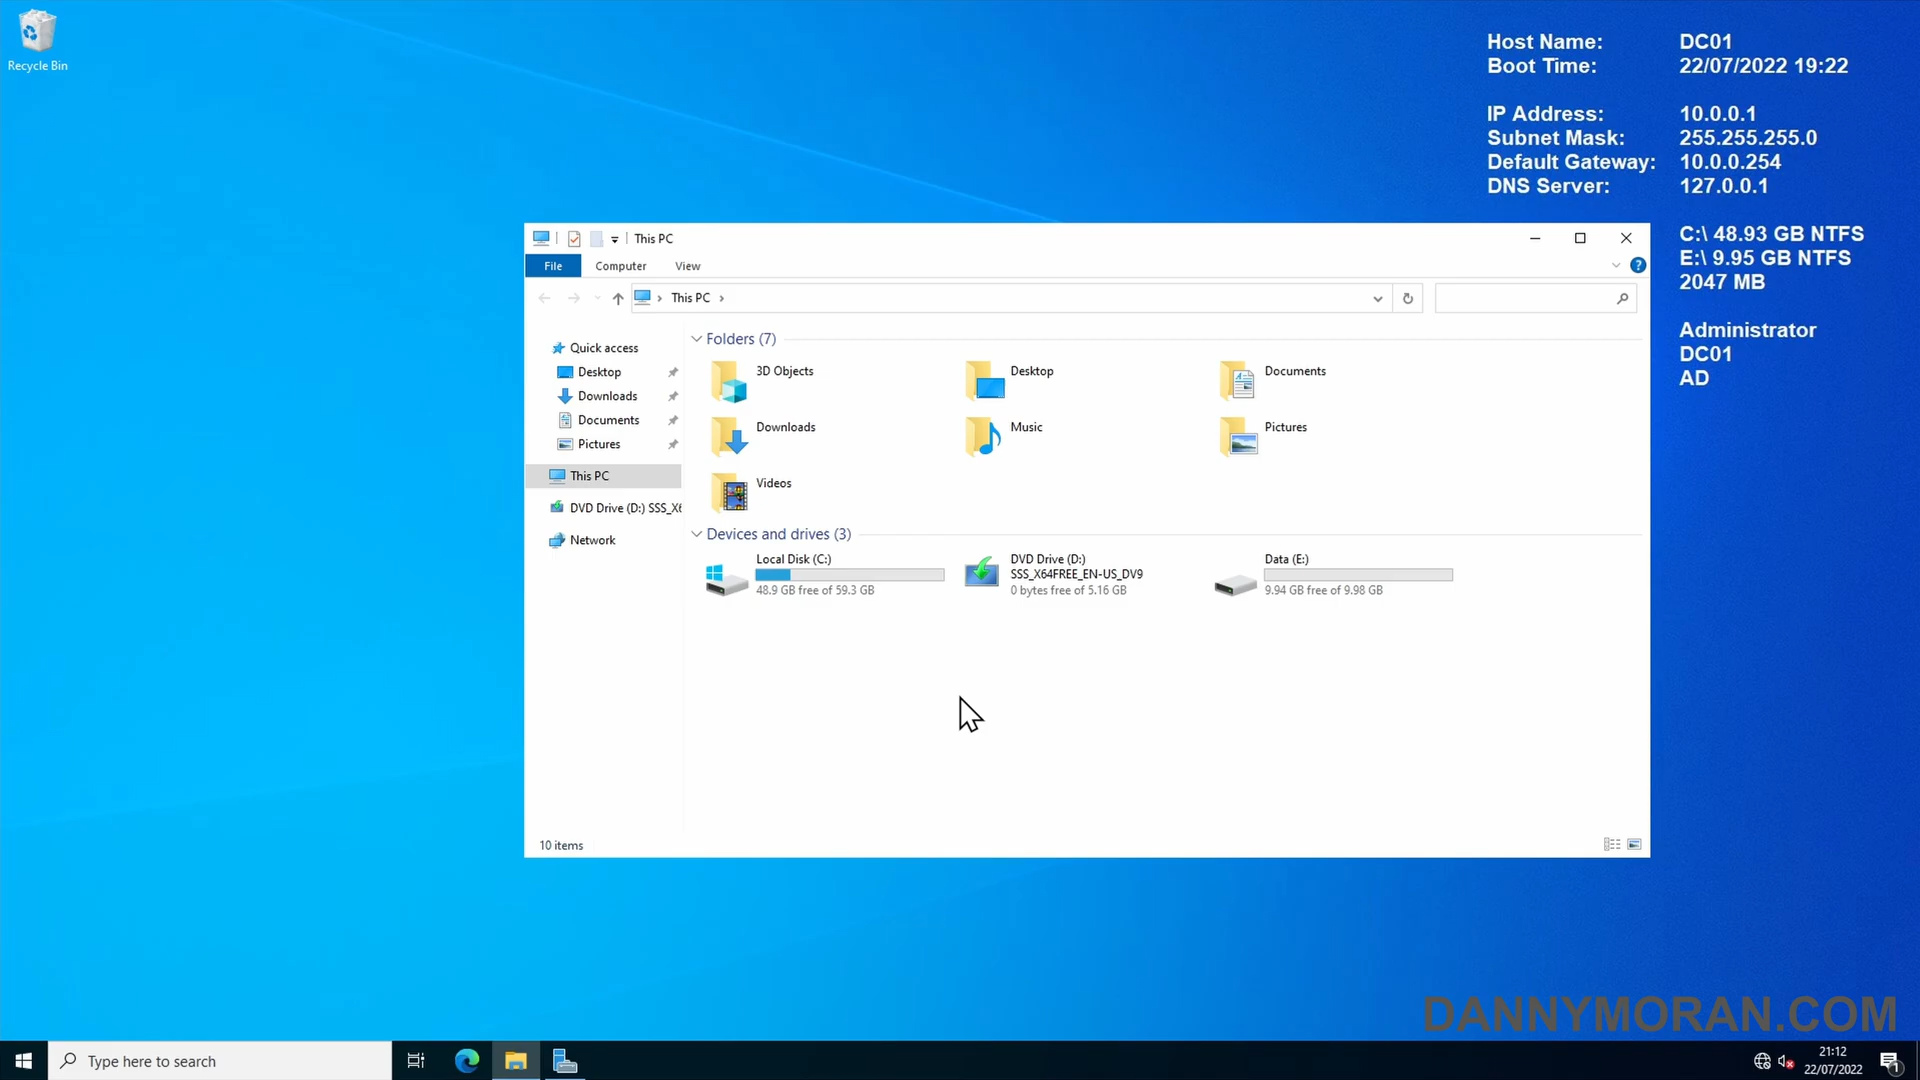 Recycle Bin
Host Name: DC01
Boot Time: 22/07/2022 19:22
IP Address: 10.0.0.1
Subnet Mask: 255.255.255.0
Default Gateway: 10.0.0.254
DNS Server: 127.0.0.1
C:\ 48.93 GB NTFS
E:\ 9.95 GB NTFS
2047 MB
Administrator
DC01
AD
This PC
File Computer View
This PC
Quick access
Desktop
Downloads
Documents
Pictures
This PC
DVD Drive (D:) SSS_X6
Network
Folders (7)
3D Objects Desktop Documents
Downloads Music Pictures
Videos
Devices and drives (3)
Local Disk (C:)
48.9 GB free of 59.3 GB
DVD Drive (D:)
SSS_X64FREE_EN-US_DV9
0 bytes free of 5.16 GB
Data (E:)
9.94 GB free of 9.98 GB
10 items
DANNYMORAN.COM
Type here to search
21:12
22/07/2022
1